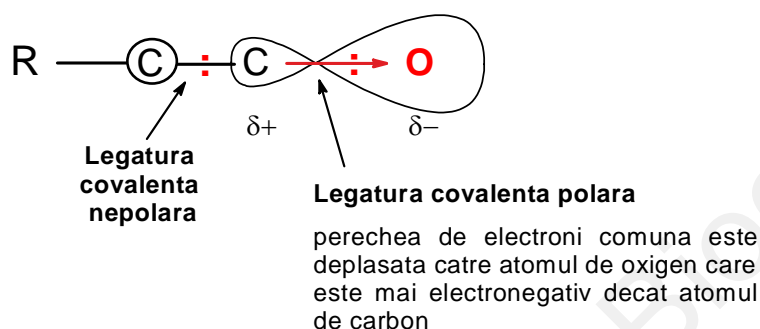 R C : C : O
δ+ δ−
Legatura
covalenta
nepolara
Legatura covalenta polara
perechea de electroni comuna este
deplasata catre atomul de oxigen care
este mai electronegativ decat atomul
de carbon
Bios